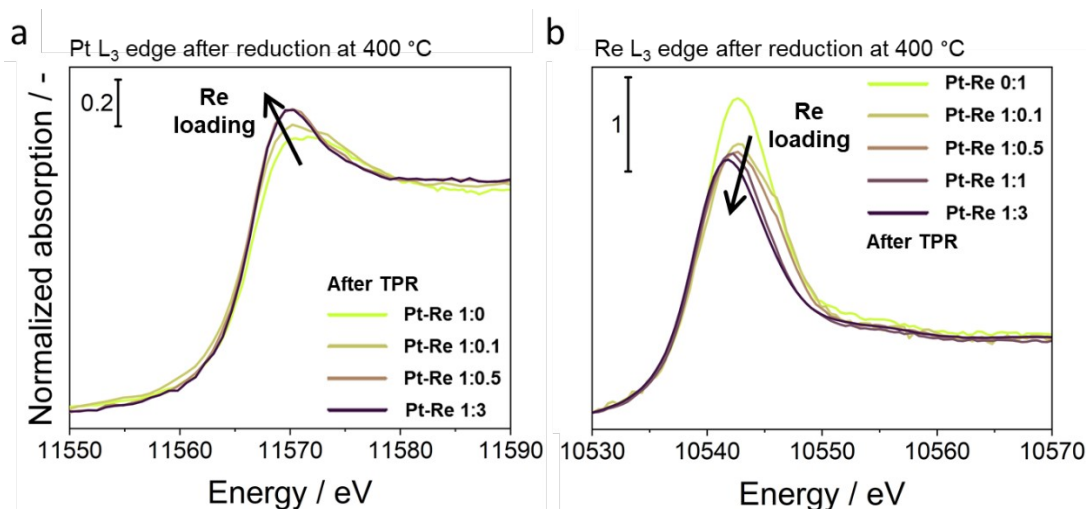 a
Pt L₃ edge after reduction at 400 °C
Normalized absorption / -
0.2
Re
loading
After TPR
Pt-Re 1:0
Pt-Re 1:0.1
Pt-Re 1:0.5
Pt-Re 1:3
11550 11560 11570 11580 11590
Energy / eV
b
Re L₃ edge after reduction at 400 °C
1
Re
loading
Pt-Re 0:1
Pt-Re 1:0.1
Pt-Re 1:0.5
Pt-Re 1:1
Pt-Re 1:3
After TPR
10530 10540 10550 10560 10570
Energy / eV